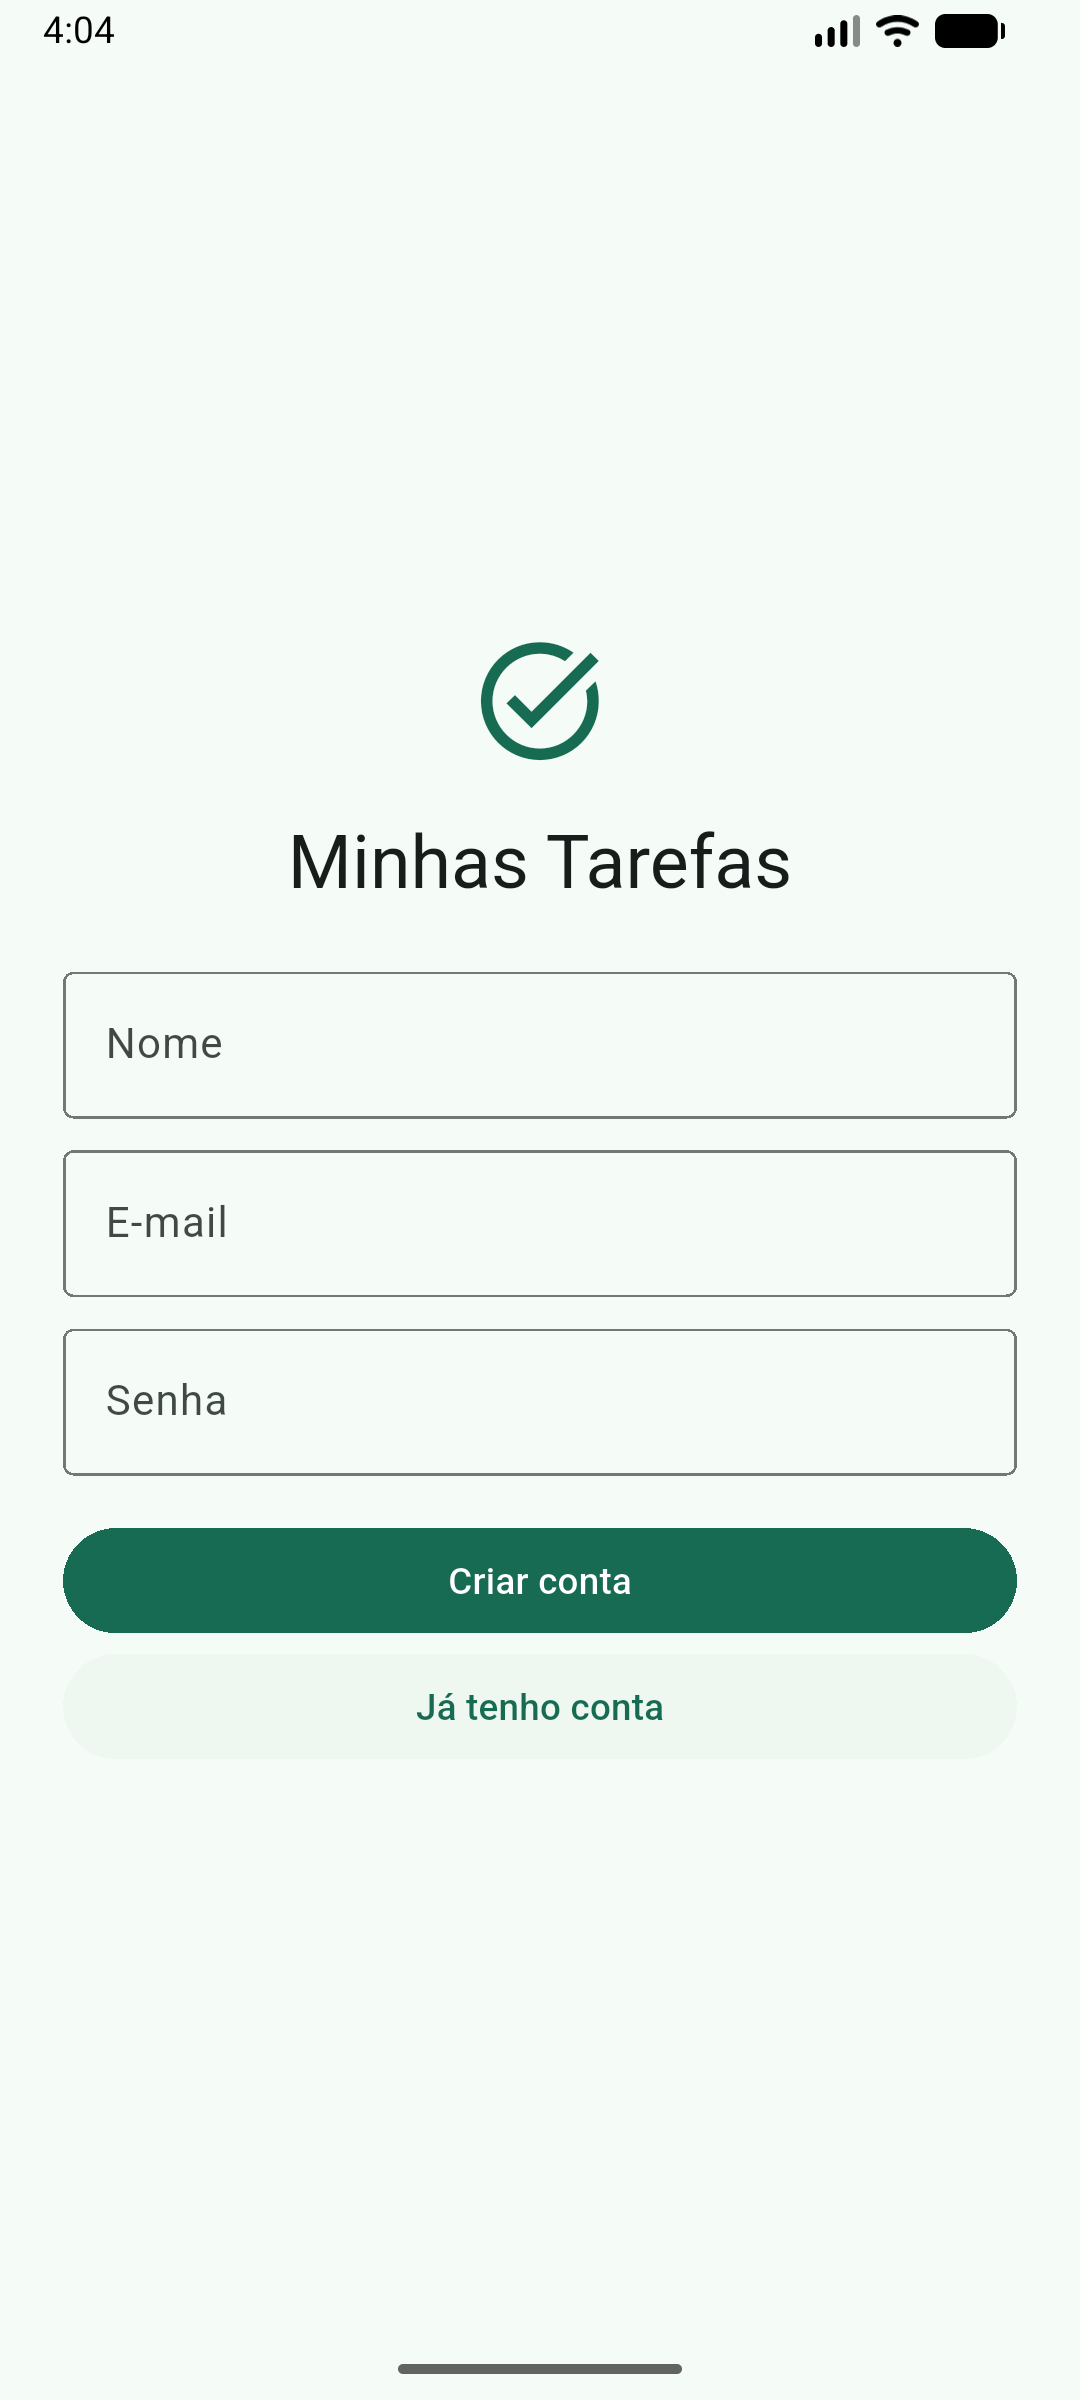 4:04
Minhas Tarefas
Nome
E-mail
Senha
Criar conta
Já tenho conta